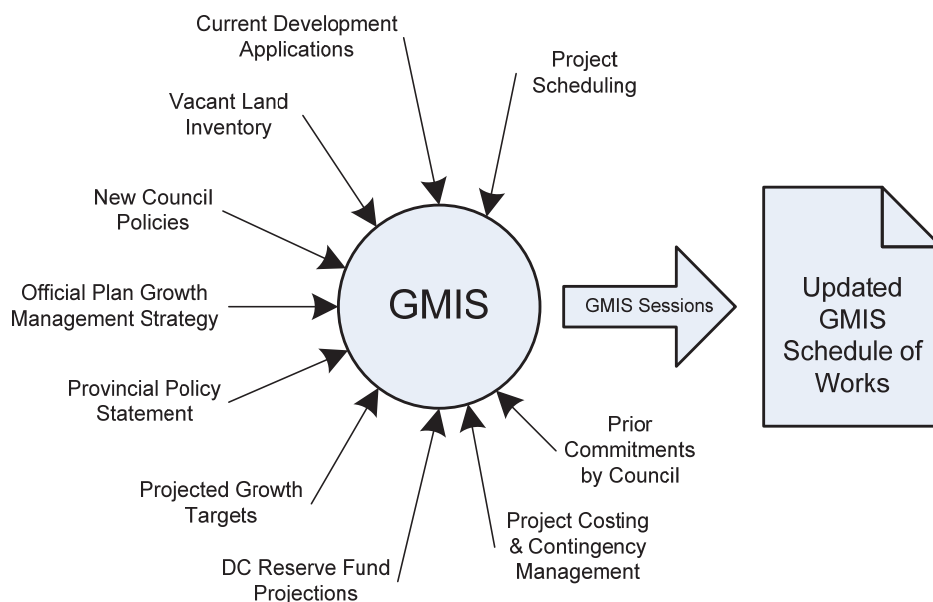 Current Development
Applications
Project
Scheduling
Vacant Land
Inventory
New Council
Policies
Official Plan Growth
Management Strategy
Provincial Policy
Statement
Projected Growth
Targets
DC Reserve Fund
Projections
Project Costing
& Contingency
Management
Prior
Commitments
by Council
GMIS
GMIS Sessions
Updated
GMIS
Schedule of
Works